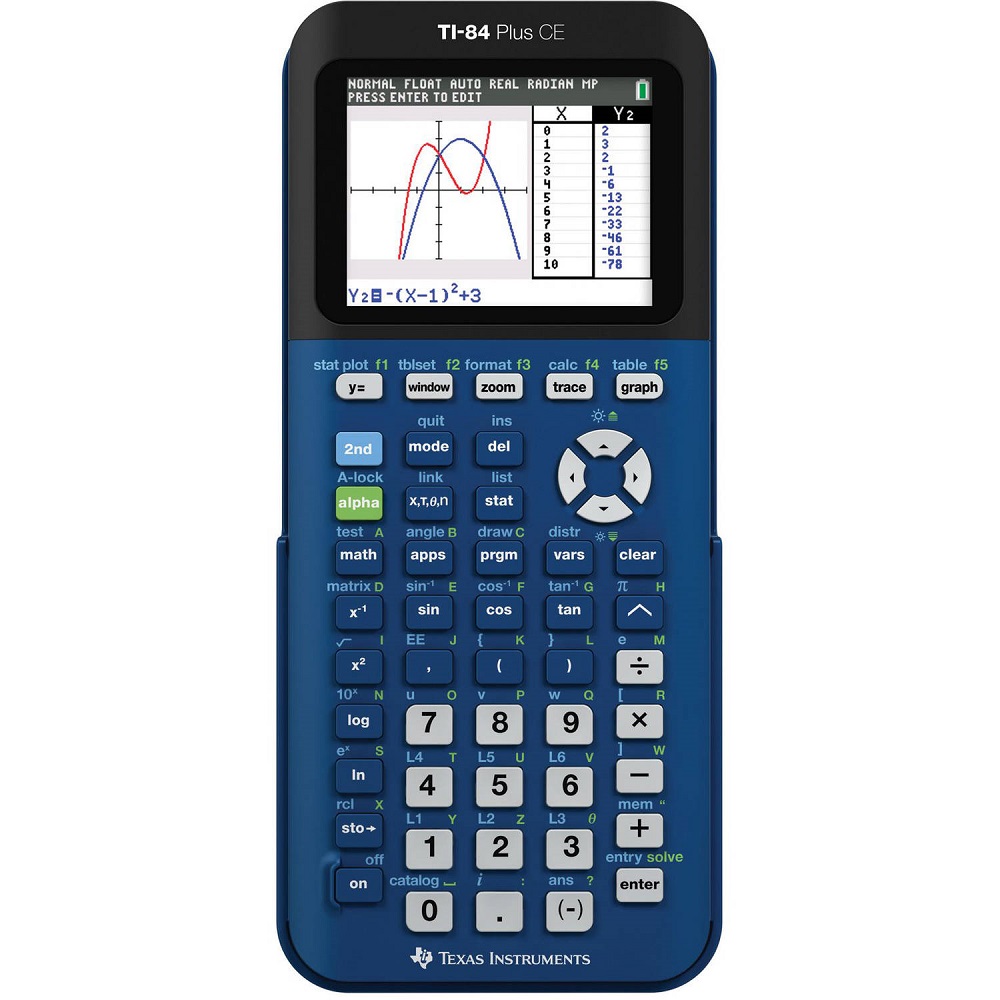 TI-84 Plus CE
NORMAL FLOAT AUTO REAL RADIAN MP
PRESS ENTER TO EDIT
X Y2
0 2
1 3
2 2
3 -1
4 -6
5 -13
6 -22
7 -33
8 -46
9 -61
10 -78
Y2=-(X-1)²+3
stat plot f1 tblset f2 format f3 calc f4 table f5
y= window zoom trace graph
quit ins
2nd mode del
A-lock link list
alpha X,T,θ,n stat
test A angle B draw C distr
math apps prgm vars clear
matrix D sin⁻¹ E cos⁻¹ F tan⁻¹ G π H
x⁻¹ sin cos tan ^
√ I EE J { K } L e M
x² , ( ) ÷
10ˣ N u O v P w Q [ R
log 7 8 9 ×
eˣ S L4 T L5 U L6 V ] W
ln 4 5 6 −
rcl X L1 Y L2 Z L3 θ mem “
sto→ 1 2 3 +
off catalog ⎵ i : ans ? entry solve
on 0 . (-) enter
TEXAS INSTRUMENTS